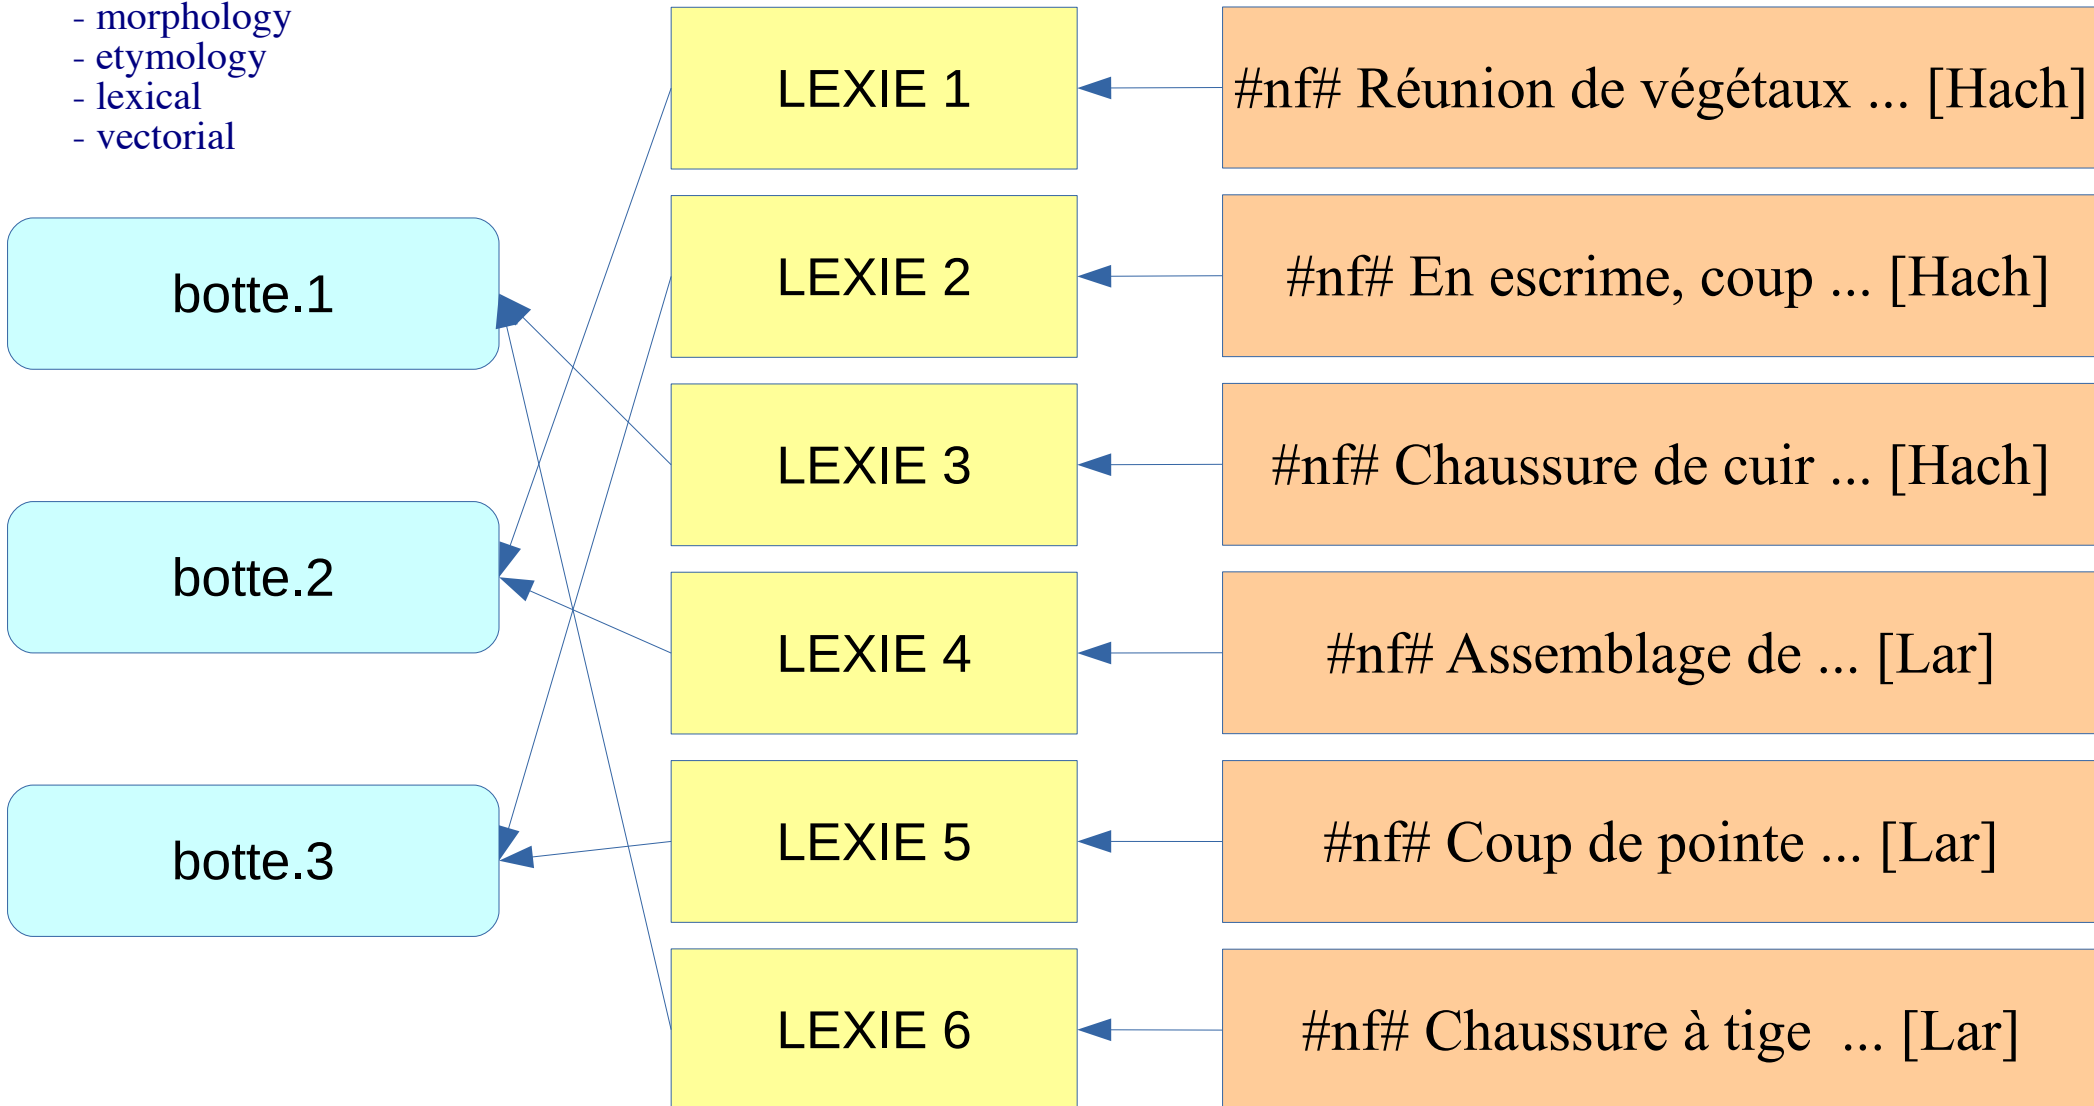 - morphology
- etymology
- lexical
- vectorial
botte.1
botte.2
botte.3
LEXIE 1
LEXIE 2
LEXIE 3
LEXIE 4
LEXIE 5
LEXIE 6
#nf# Réunion de végétaux ... [Hach]
#nf# En escrime, coup ... [Hach]
#nf# Chaussure de cuir ... [Hach]
#nf# Assemblage de ... [Lar]
#nf# Coup de pointe ... [Lar]
#nf# Chaussure à tige  ... [Lar]